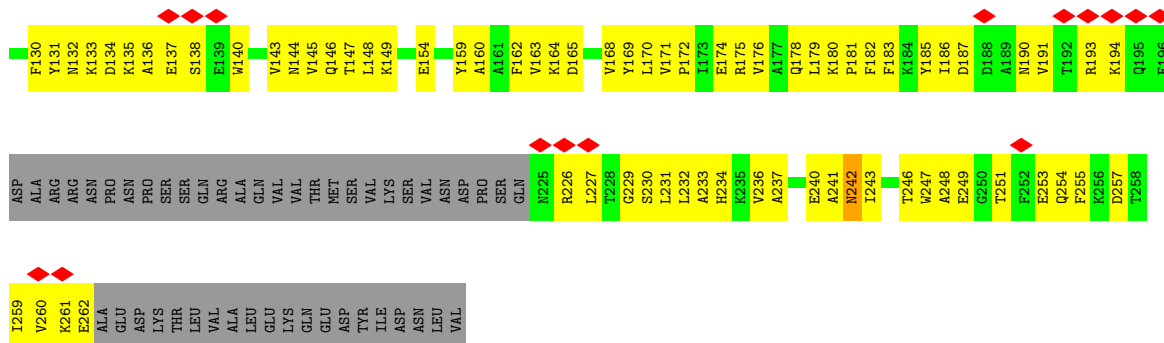 F130 Y131 N132 K133 D134 K135 A136 E137 S138 E139 W140 V143 N144 V145 Q146 T147 L148 K149 E154 Y159 A160 A161 F162 V163 K164 D165 V168 Y169 L170 V171 P172 I173 E174 R175 V176 A177 Q178 L179 K180 P181 F182 F183 K184 Y185 I186 D187 D188 A189 N190 V191 T192 R193 K194 Q195
ASP ALA ARG ARG ASN PRO ASN PRO SER SER GLN ARG ALA GLN VAL VAL THR MET SER VAL LYS SER VAL ASN ASP PRO SER GLN N225 R226 L227 T228 G229 S230 L231 L232 A233 H234 K235 V236 A237 E240 A241 N242 I243 T246 W247 A248 E249 G250 T251 F252 E253 Q254 F255 K256 D257 T258
I259 V260 K261 E262 ALA GLU ASP LYS THR LEU VAL ALA LEU GLU LYS GLN GLU ASP TYR ILE ASP ASN LEU VAL